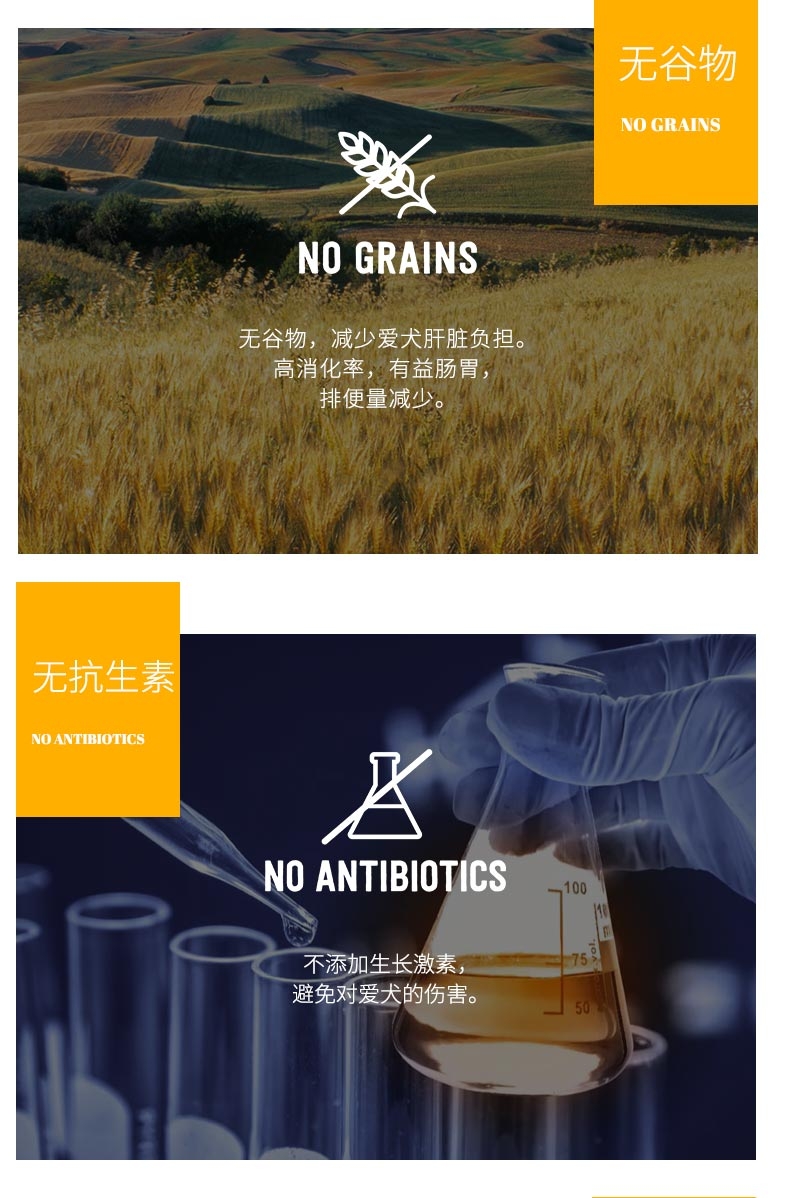 无谷物
NO GRAINS
NO GRAINS
无谷物，减少爱犬肝脏负担。
高消化率，有益肠胃，
排便量减少。
无抗生素
NO ANTIBIOTICS
NO ANTIBIOTICS
不添加生长激素，
避免对爱犬的伤害。
100
75
50